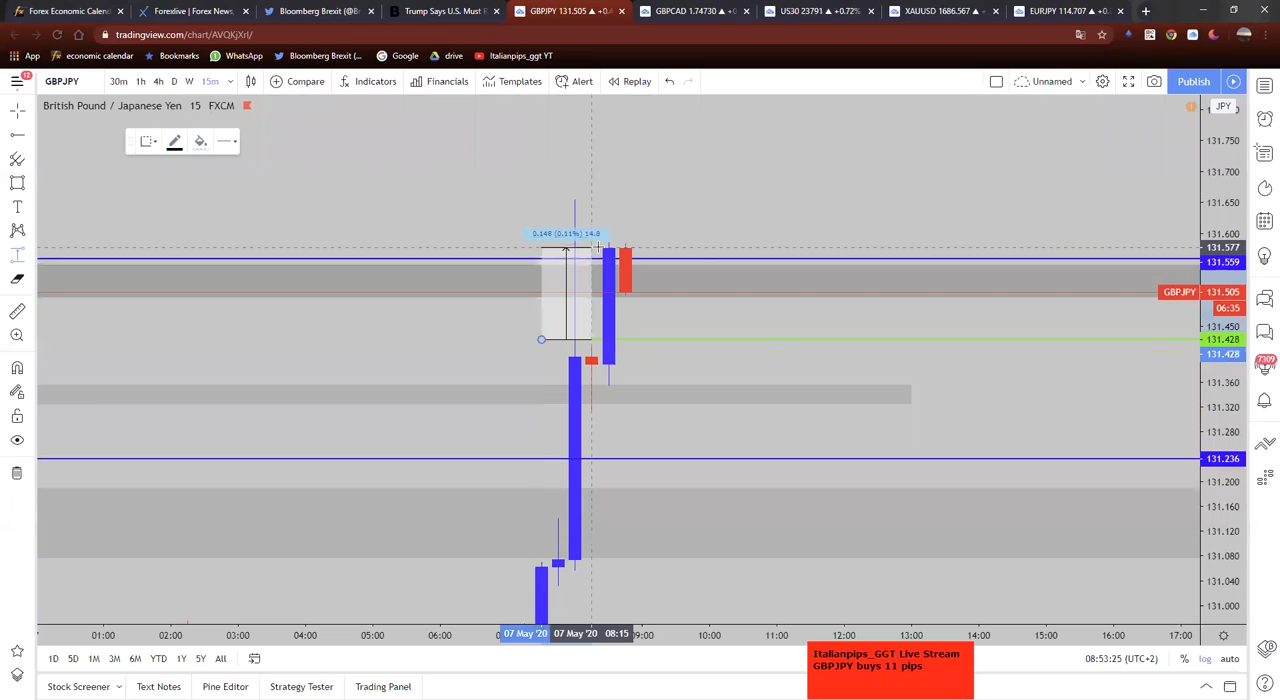 Forex Economic Calend
Forexlive | Forex News,
Bloomberg Brexit (@Br
Trump Says U.S. Must R
GBPJPY 131.505 ▲ +0.4
GBPCAD 1.74730 ▲ +0
US30 23791 ▲ +0.72%
XAUUSD 1686.567 ▲ +
EURJPY 114.707 ▲ +0.
tradingview.com/chart/AVQKjXrI/
App
economic calendar
Bookmarks
WhatsApp
Bloomberg Brexit (...
Google
drive
Italianpips_ggt YT
12
GBPJPY
30m 1h 4h D W 15m
Compare
Indicators
Financials
Templates
Alert
Replay
Unnamed
Publish
British Pound / Japanese Yen 15 FXCM
JPY
131.750
131.700
131.650
0.148 (0.11%) 14.8
131.600
131.577
131.559
GBPJPY 131.505
06:35
131.450
131.428
131.428
7309
131.360
131.320
131.280
131.236
131.200
131.160
131.120
131.080
131.040
131.000
01:00 02:00 03:00 04:00 05:00 06:00 07 May '20 07 May '20 08:15 09:00 10:00 11:00 12:00 13:00 14:00 15:00 16:00 17:00
1D 5D 1M 3M 6M YTD 1Y 5Y All
Italianpips_GGT Live Stream
GBPJPY buys 11 pips
08:53:25 (UTC+2)
% log auto
Stock Screener
Text Notes
Pine Editor
Strategy Tester
Trading Panel